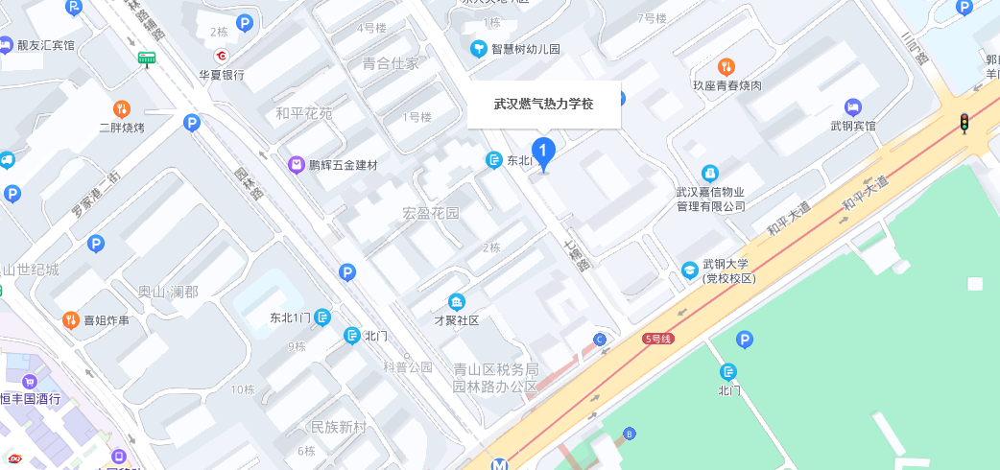 林路辅路
P
靓友汇宾馆
2栋
P
华夏银行
二胖烧烤
P
4号楼
青合仕家
和平花苑
1号楼
鹏辉五金建材
1栋
智慧树幼儿园
7号楼
武汉燃气热力学校
1
东北门
玖座青春烧肉
武钢宾馆
三弓路
P
武汉嘉信物业
管理有限公司
和平大道
和平大道
罗家港二街
园林路
P
P
宏盈花园
2栋
七棉路
武钢大学
(党校校区)
山世纪城
奥山·澜郡
P
喜姐炸串
东北1门
北门
9栋
才聚社区
C
5号线
P
北门
科普公园
青山区税务局
园林路办公区
恒丰国酒行
10栋
民族新村
6栋
B
M
P
DQ